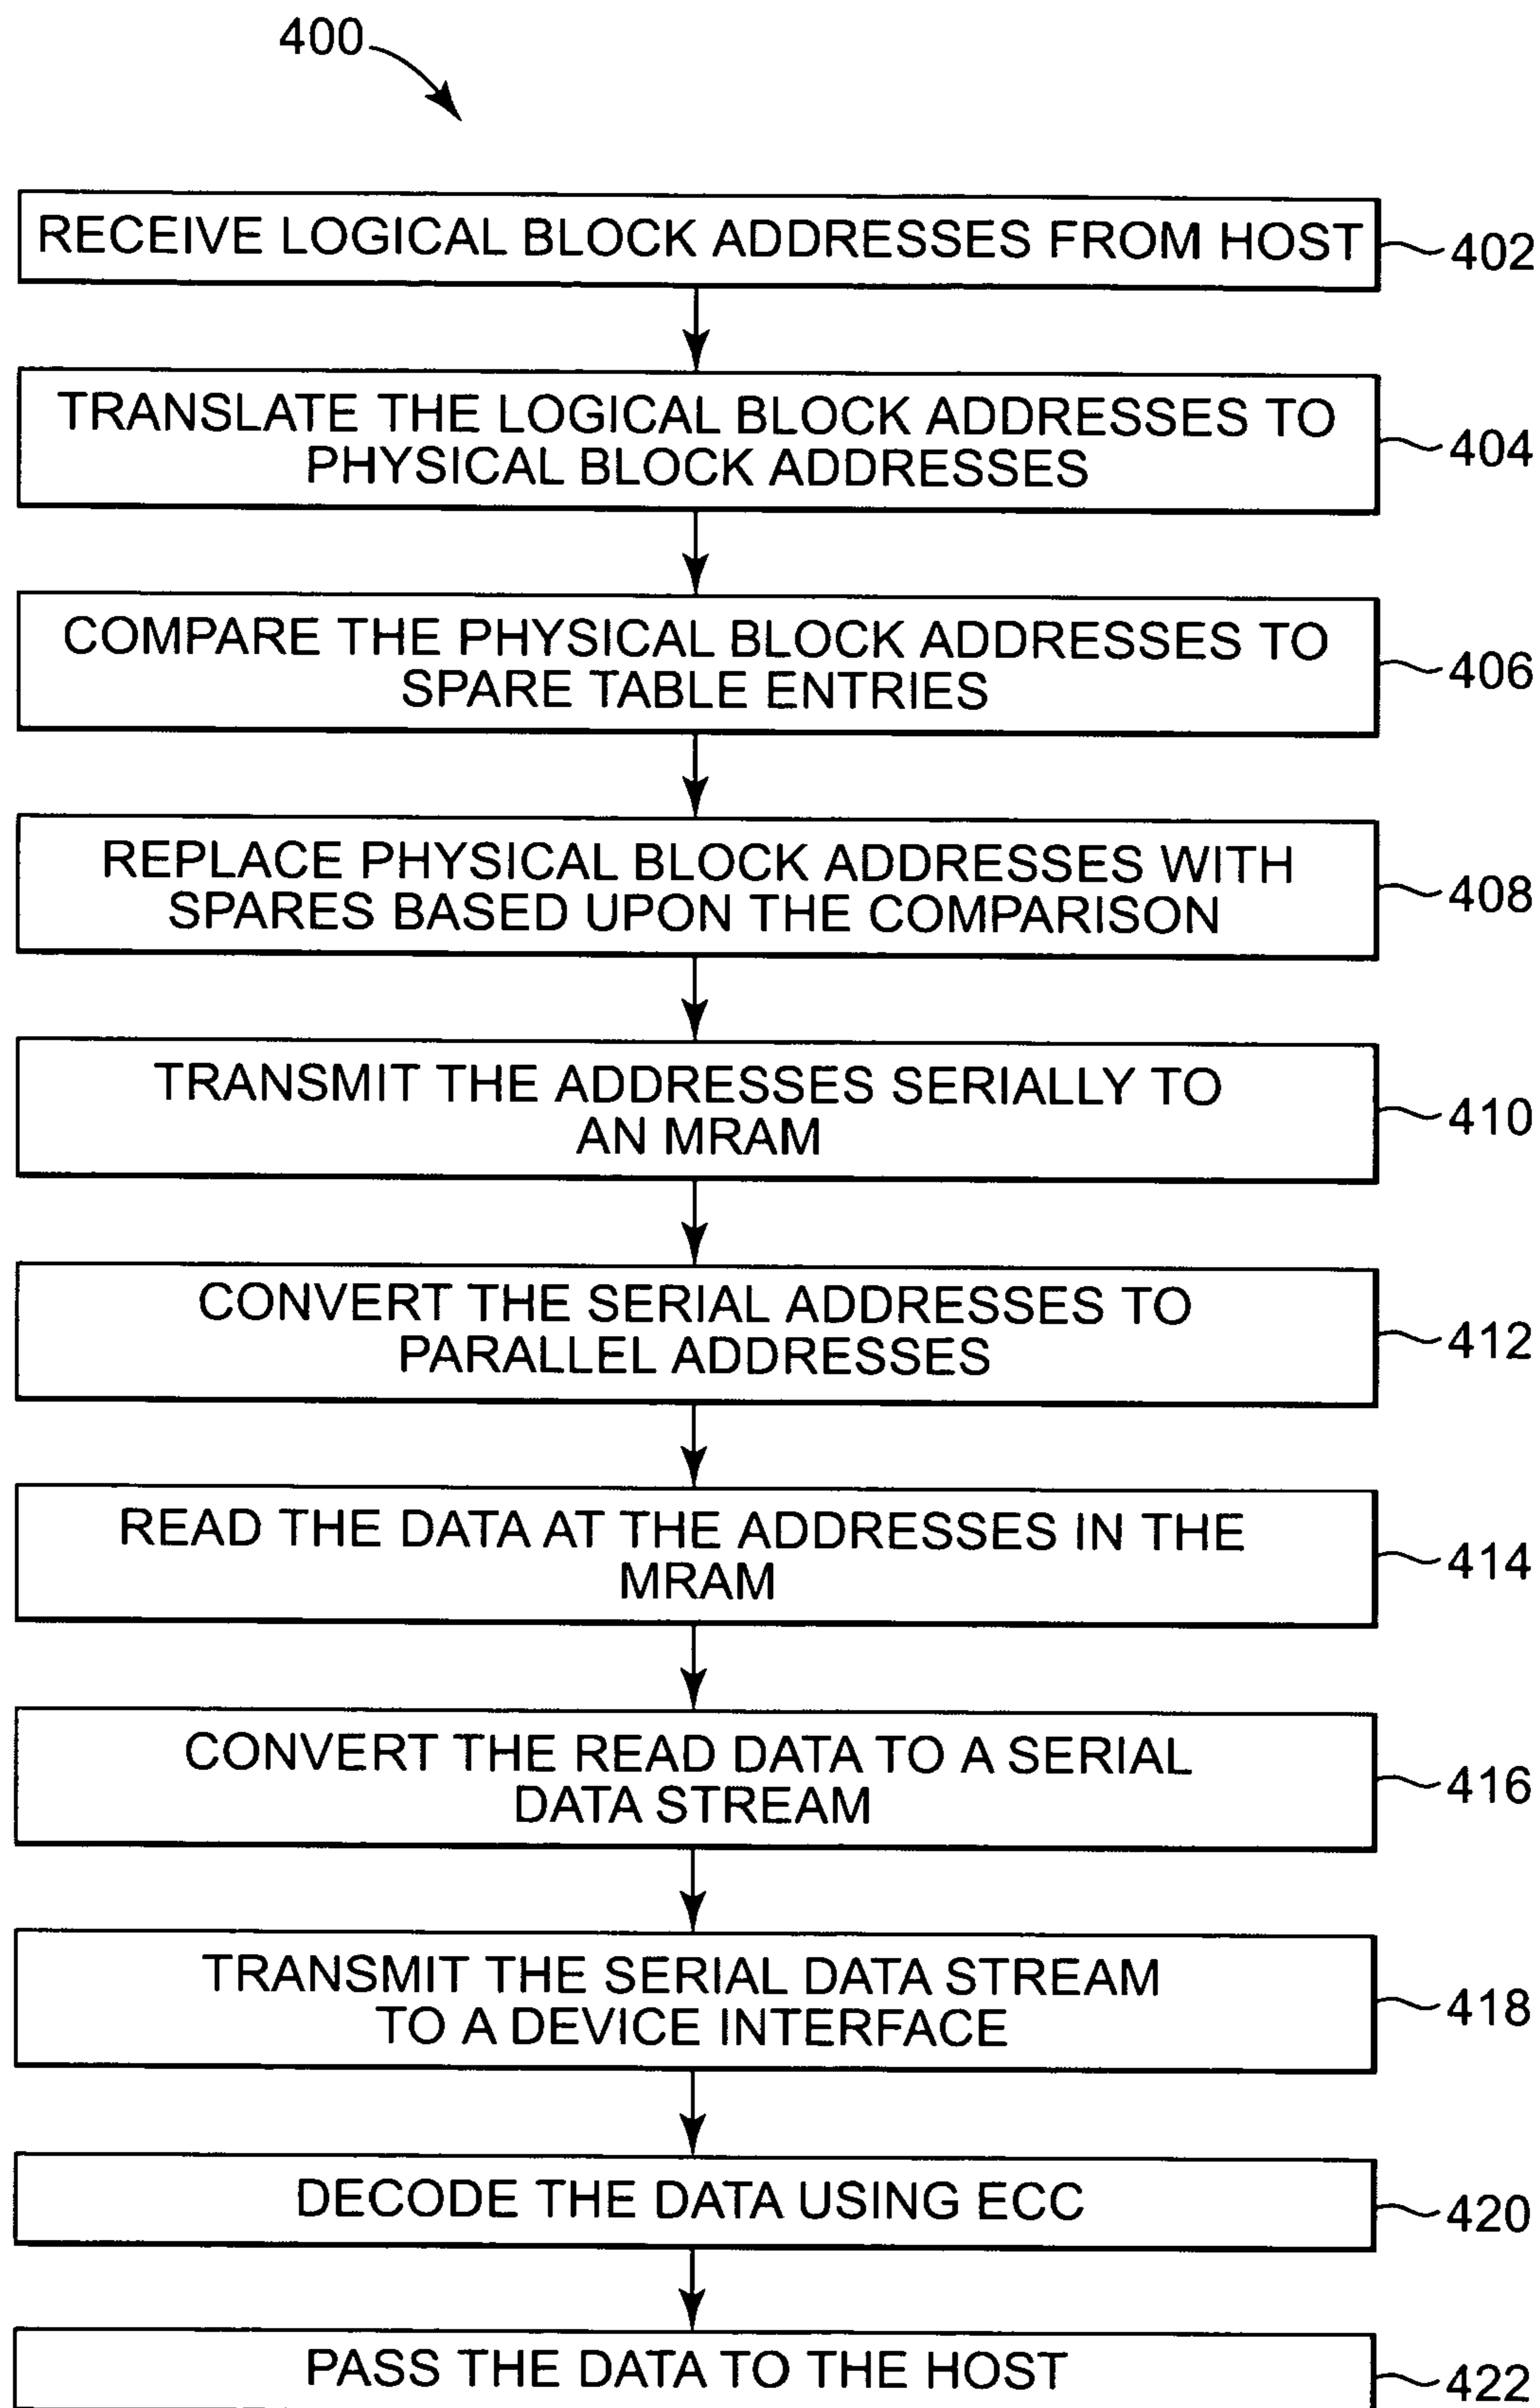 400
RECEIVE LOGICAL BLOCK ADDRESSES FROM HOST
402
TRANSLATE THE LOGICAL BLOCK ADDRESSES TO
PHYSICAL BLOCK ADDRESSES
404
COMPARE THE PHYSICAL BLOCK ADDRESSES TO
SPARE TABLE ENTRIES
406
REPLACE PHYSICAL BLOCK ADDRESSES WITH
SPARES BASED UPON THE COMPARISON
408
TRANSMIT THE ADDRESSES SERIALLY TO
AN MRAM
410
CONVERT THE SERIAL ADDRESSES TO
PARALLEL ADDRESSES
412
READ THE DATA AT THE ADDRESSES IN THE
MRAM
414
CONVERT THE READ DATA TO A SERIAL
DATA STREAM
416
TRANSMIT THE SERIAL DATA STREAM
TO A DEVICE INTERFACE
418
DECODE THE DATA USING ECC
420
PASS THE DATA TO THE HOST
422